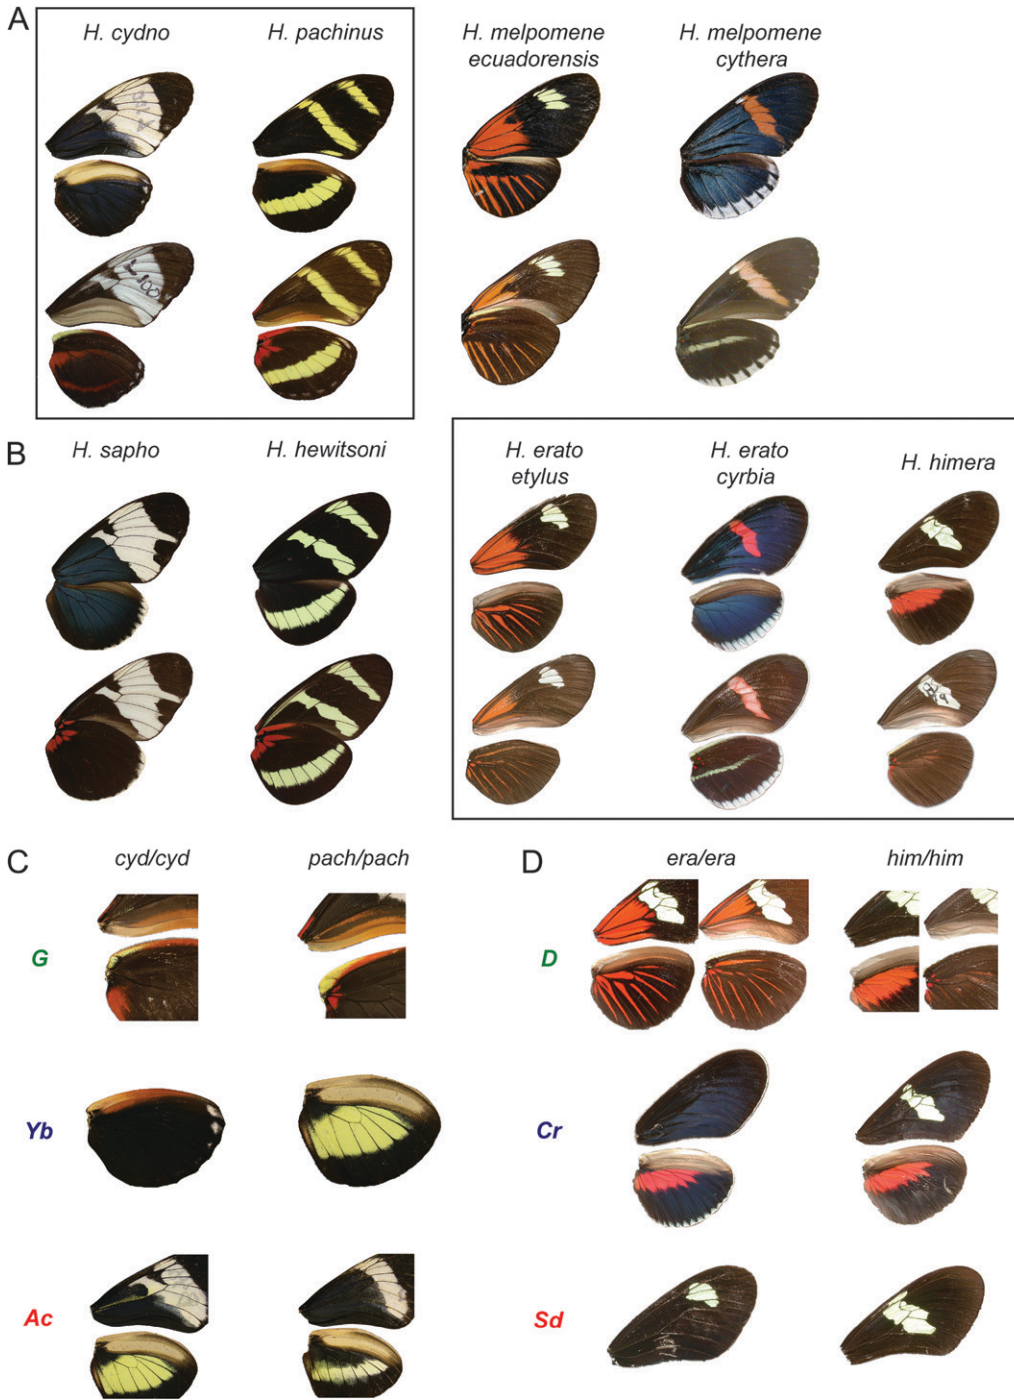 A
H. cydno
H. pachinus
H. melpomene
ecuadorensis
H. melpomene
cythera
B
H. sapho
H. hewitsoni
H. erato
etylus
H. erato
cyrbia
H. himera
C
cyd/cyd
pach/pach
D
era/era
him/him
G
D
Yb
Cr
Ac
Sd